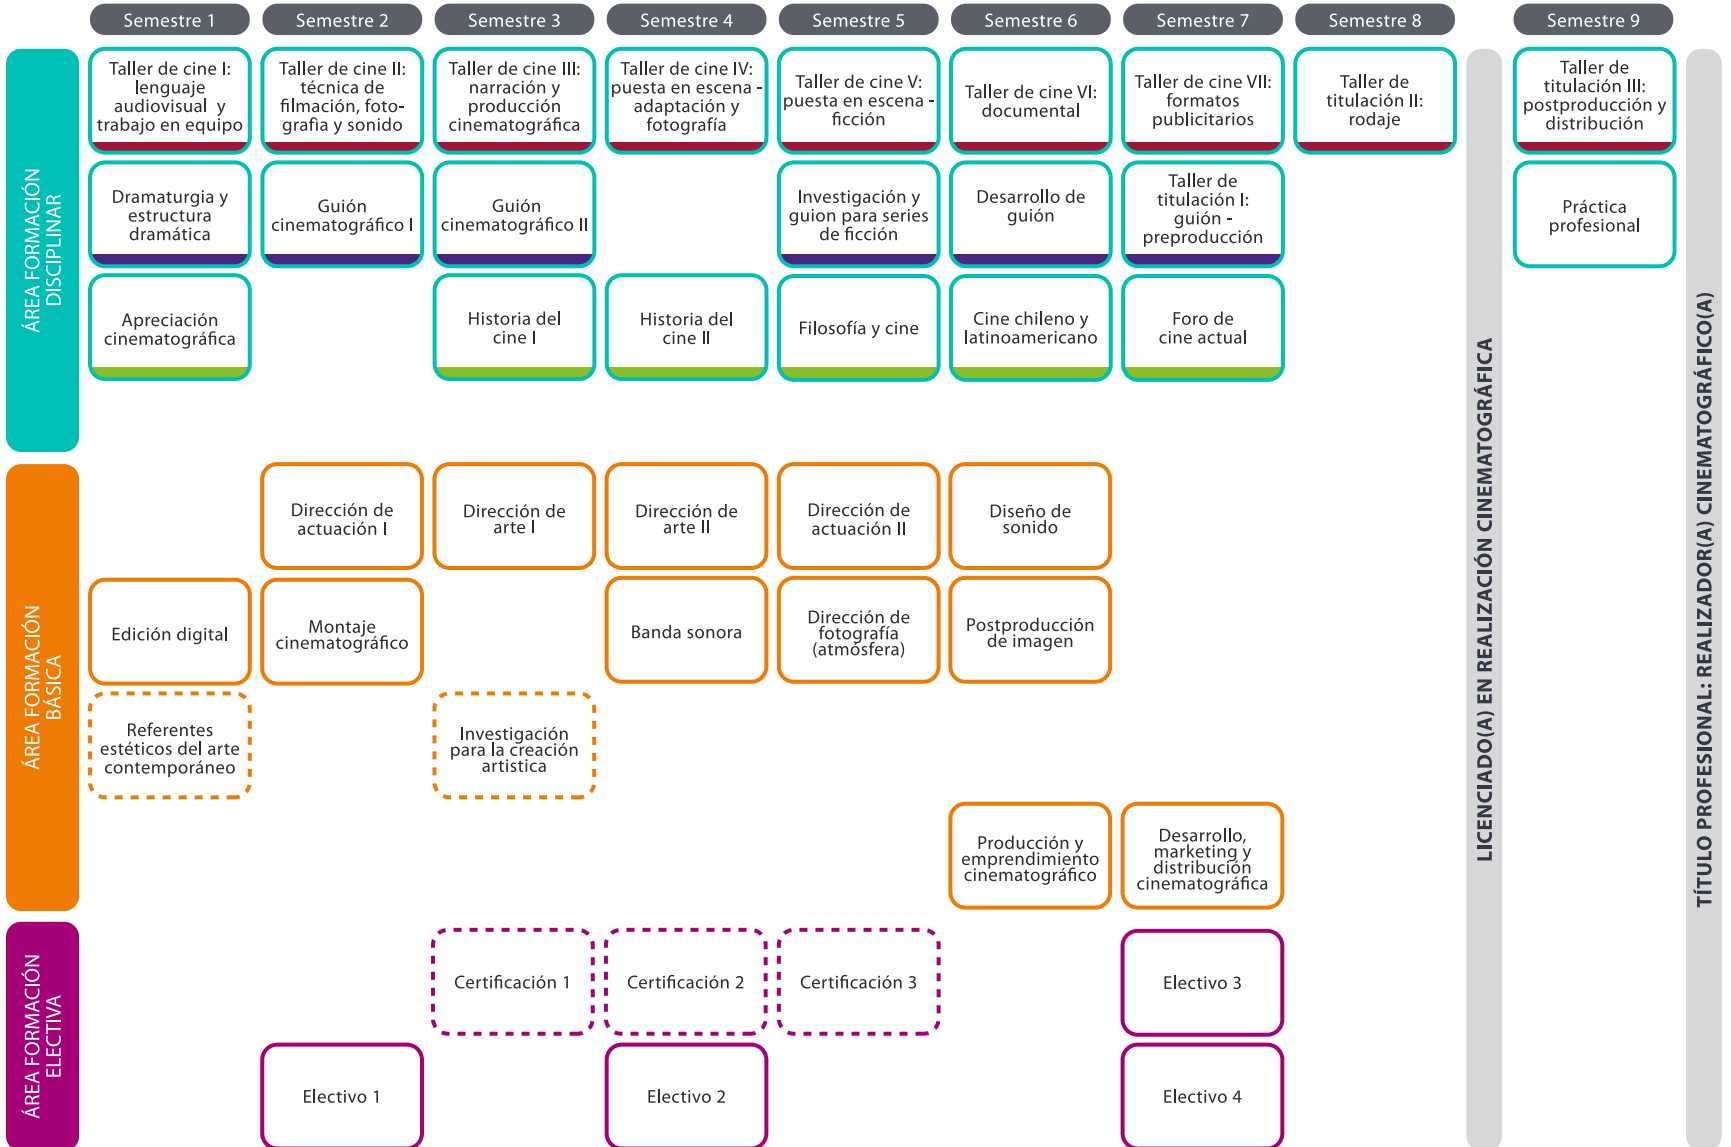 Semestre 1
Semestre 2
Semestre 3
Semestre 4
Semestre 5
Semestre 6
Semestre 7
Semestre 8
Semestre 9
ÁREA FORMACIÓN
DISCIPLINAR
Taller de cine I:
lenguaje
audiovisual y
trabajo en equipo
Taller de cine II:
técnica de
filmación, foto-
grafia y sonido
Taller de cine III:
narración y
producción
cinematográfica
Taller de cine IV:
puesta en escena -
adaptación y
fotografía
Taller de cine V:
puesta en escena -
ficción
Taller de cine VI:
documental
Taller de cine VII:
formatos
publicitarios
Taller de
titulación II:
rodaje
Taller de
titulación III:
postproducción y
distribución
Dramaturgia y
estructura
dramática
Guión
cinematográfico I
Guión
cinematográfico II
Investigación y
guion para series
de ficción
Desarrollo de
guión
Taller de
titulación I:
guión -
preproducción
Práctica
profesional
Apreciación
cinematográfica
Historia del
cine I
Historia del
cine II
Filosofía y cine
Cine chileno y
latinoamericano
Foro de
cine actual
ÁREA FORMACIÓN
BÁSICA
Dirección de
actuación I
Dirección de
arte I
Dirección de
arte II
Dirección de
actuación II
Diseño de
sonido
Edición digital
Montaje
cinematográfico
Banda sonora
Dirección de
fotografía
(atmósfera)
Postproducción
de imagen
Referentes
estéticos del arte
contemporáneo
Investigación
para la creación
artistica
Producción y
emprendimiento
cinematográfico
Desarrollo,
marketing y
distribución
cinematográfica
ÁREA FORMACIÓN
ELECTIVA
Certificación 1
Certificación 2
Certificación 3
Electivo 3
Electivo 1
Electivo 2
Electivo 4
LICENCIADO(A) EN REALIZACIÓN CINEMATOGRÁFICA
TÍTULO PROFESIONAL: REALIZADOR(A) CINEMATOGRÁFICO(A)